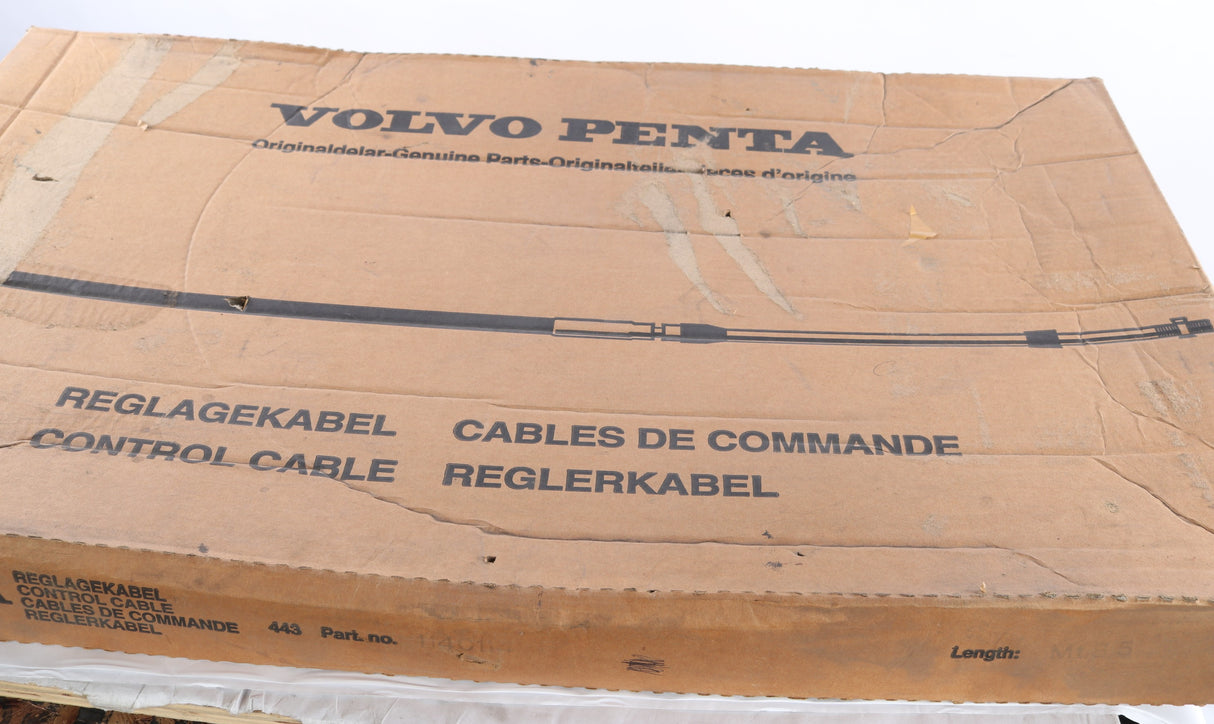 VOLVO PENTA
Originaldelar-Genuine Parts-Originalteile d'origine
REGLAGEKABEL CABLES DE COMMANDE
CONTROL CABLE REGLERKABEL
REGLAGEKABEL
CONTROL CABLE
CABLES DE COMMANDE
REGLERKABEL
443 Part. no.
Length: